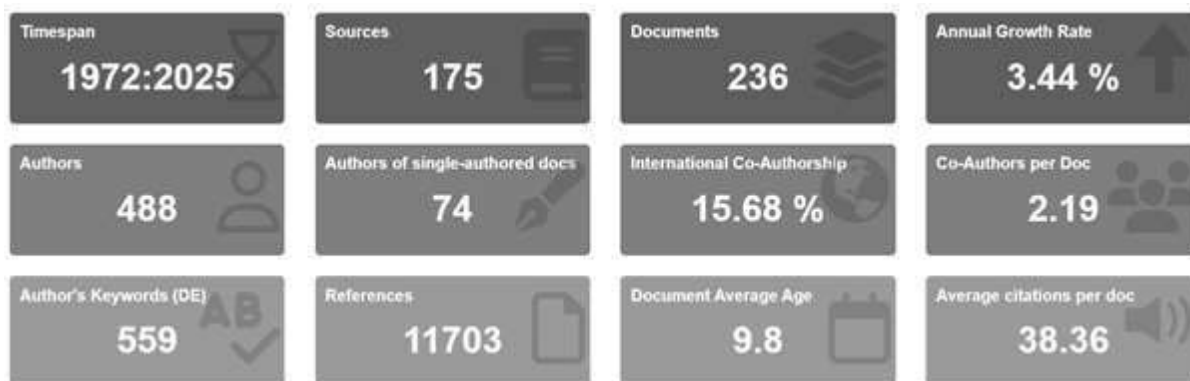 Timespan
1972:2025
Sources
175
Documents
236
Annual Growth Rate
3.44 %
Authors
488
Authors of single-authored docs
74
International Co-Authorship
15.68 %
Co-Authors per Doc
2.19
Author's Keywords (DE)
559
AB
References
11703
Document Average Age
9.8
Average citations per doc
38.36